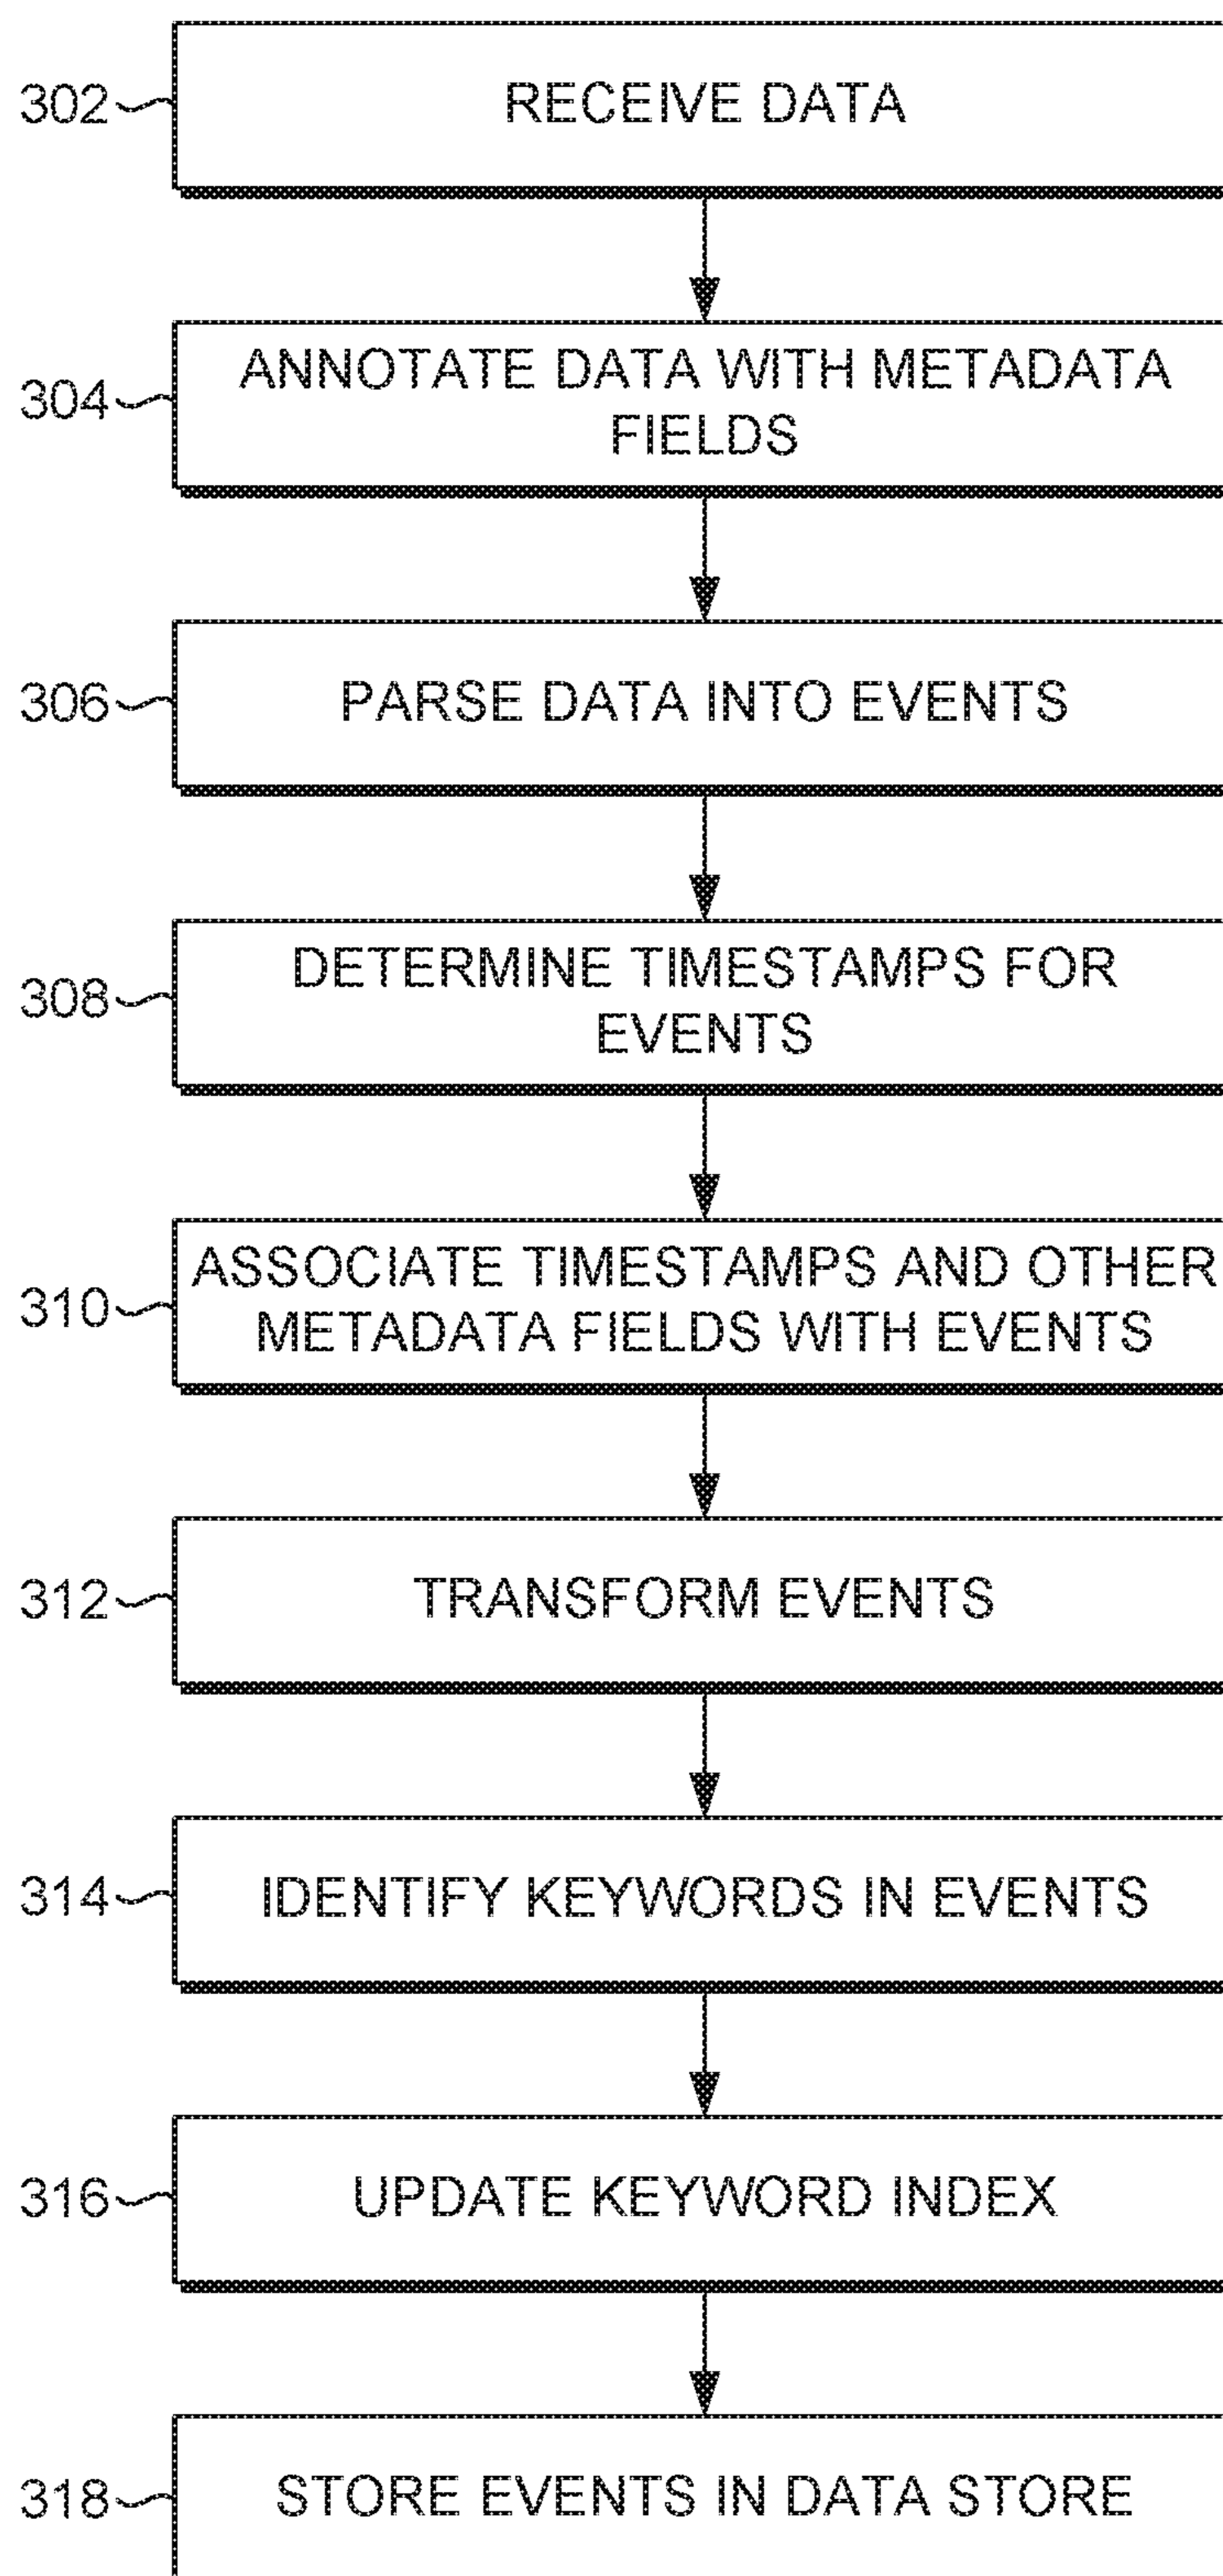 302
RECEIVE DATA
304
ANNOTATE DATA WITH METADATA
FIELDS
306
PARSE DATA INTO EVENTS
308
DETERMINE TIMESTAMPS FOR
EVENTS
310
ASSOCIATE TIMESTAMPS AND OTHER
METADATA FIELDS WITH EVENTS
312
TRANSFORM EVENTS
314
IDENTIFY KEYWORDS IN EVENTS
316
UPDATE KEYWORD INDEX
318
STORE EVENTS IN DATA STORE